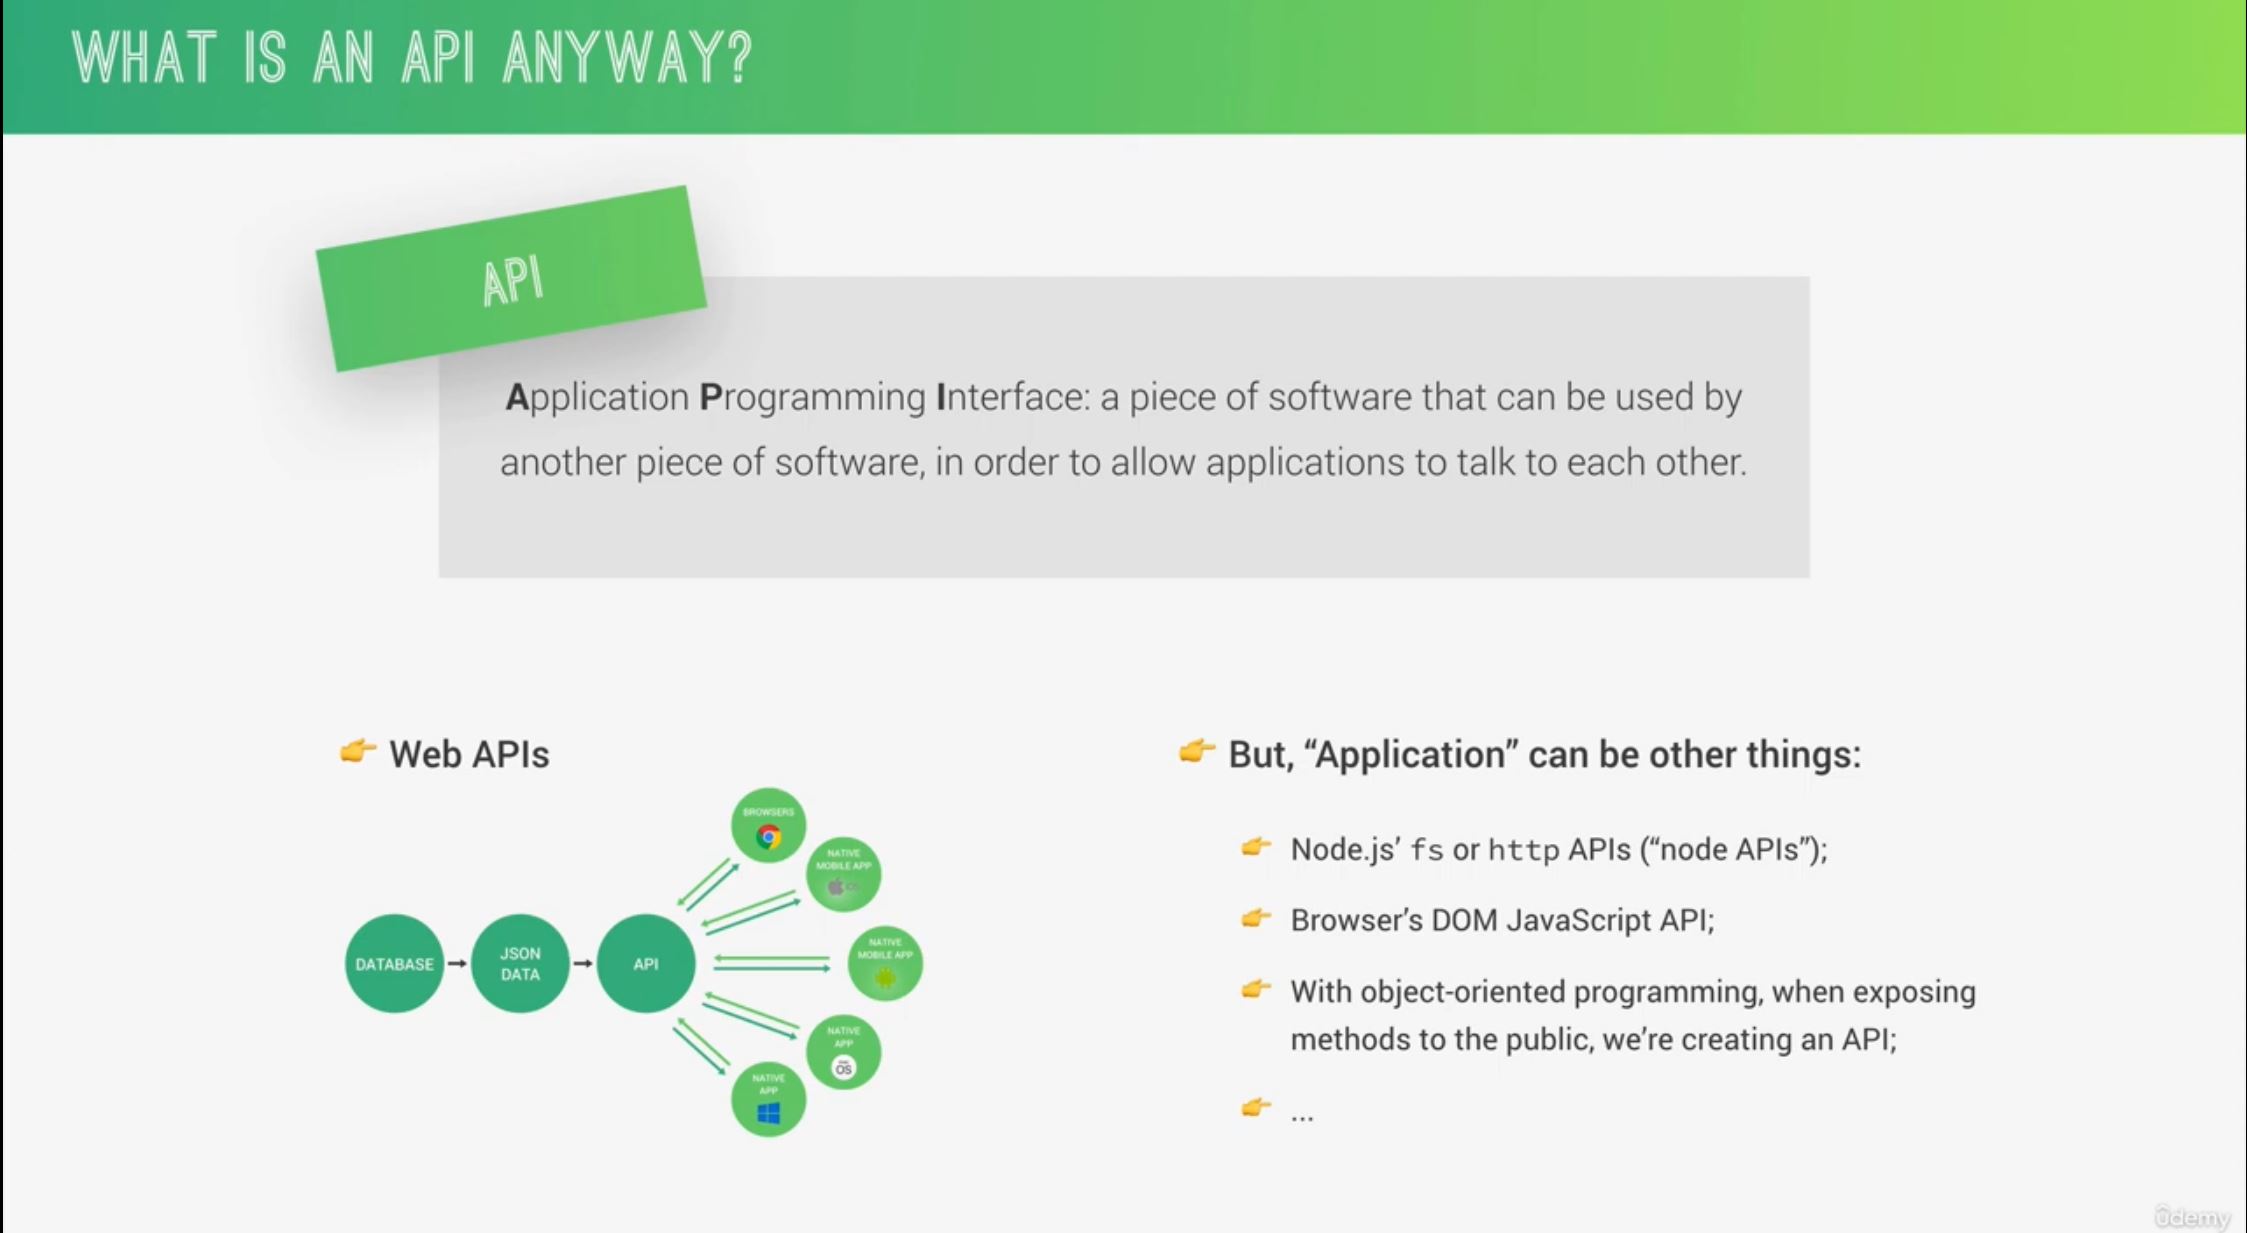 WHAT IS AN API ANYWAY?
API
Application Programming Interface: a piece of software that can be used by
another piece of software, in order to allow applications to talk to each other.
👉 Web APIs
BROWSERS
NATIVE
MOBILE APP
iOS
NATIVE
MOBILE APP
DATABASE
JSON
DATA
API
NATIVE
APP
mac
OS
NATIVE
APP
👉 But, “Application” can be other things:
👉 Node.js’ fs or http APIs (“node APIs”);
👉 Browser’s DOM JavaScript API;
👉 With object-oriented programming, when exposing
methods to the public, we’re creating an API;
👉 ...
ûdemy